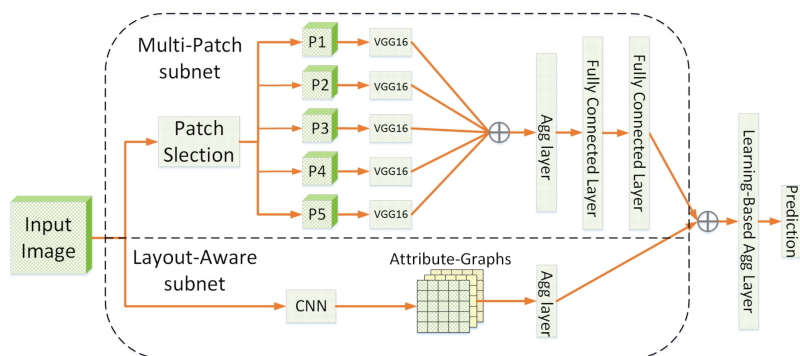 Multi-Patch
subnet
P1
VGG16
P2
VGG16
P3
VGG16
P4
VGG16
P5
VGG16
Patch
Slection
Agg layer
Fully Connected Layer
Fully Connected Layer
Input
Image
Layout-Aware
subnet
CNN
Attribute-Graphs
Agg layer
Learning-Based Agg Layer
Prediction